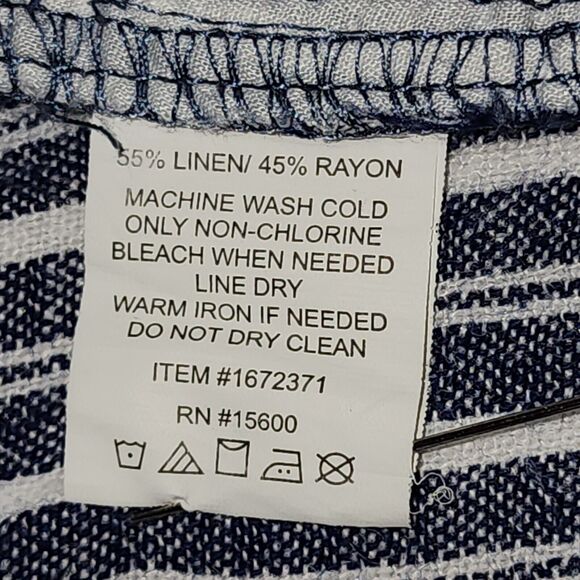 55% LINEN/ 45% RAYON
MACHINE WASH COLD
ONLY NON-CHLORINE
BLEACH WHEN NEEDED
LINE DRY
WARM IRON IF NEEDED
DO NOT DRY CLEAN
ITEM #1672371
RN #15600